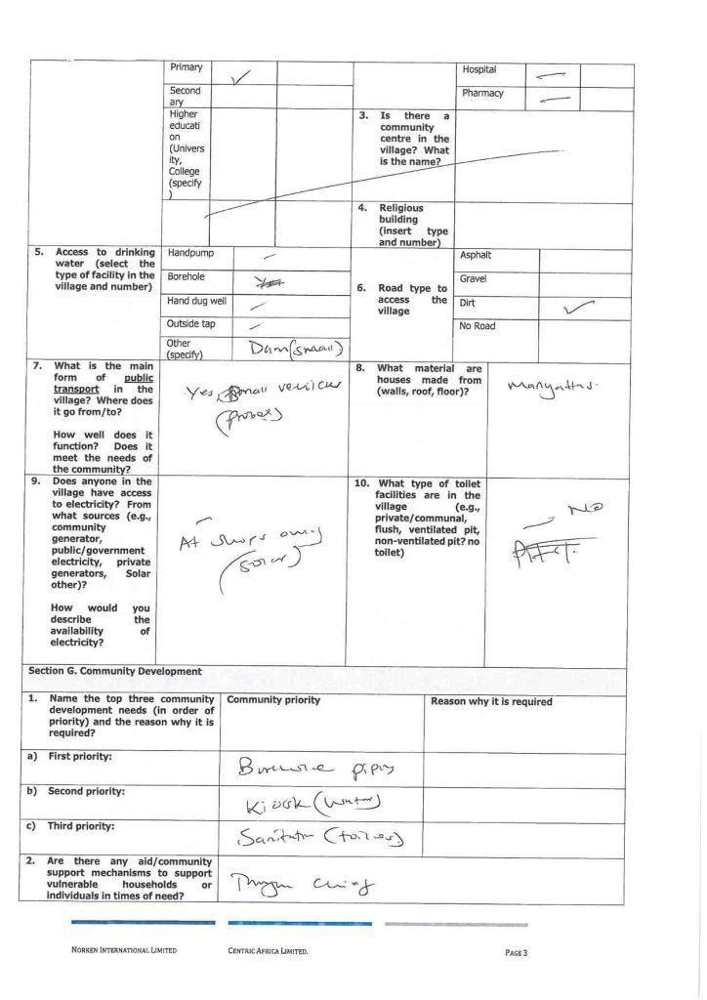 Primary ✓
Second
ary
Higher
educati
on
(Univers
ity,
College
(specify
)
Hospital —
Pharmacy —
3. Is there a
community
centre in the
village? What
is the name?
4. Religious
building
(insert type
and number)
5. Access to drinking
water (select the
type of facility in the
village and number)
Handpump —
Borehole
Hand dug well —
Outside tap —
Other
(specify) Dam (small)
6. Road type to
access the
village
Asphalt
Gravel
Dirt ✓
No Road
7. What is the main
form of public
transport in the
village? Where does
it go from/to?
How well does it
function? Does it
meet the needs of
the community?
Yes, small vehicles
(probox)
8. What material are
houses made from
(walls, roof, floor)?
Manyattas.
9. Does anyone in the
village have access
to electricity? From
what sources (e.g.,
community
generator,
public/government
electricity, private
generators, Solar
other)?
How would you
describe the
availability of
electricity?
—
At shops only
(solar)
10. What type of toilet
facilities are in the
village (e.g.,
private/communal,
flush, ventilated pit,
non-ventilated pit? no
toilet)
— No
Section G. Community Development
1. Name the top three community
development needs (in order of
priority) and the reason why it is
required?
Community priority
Reason why it is required
a) First priority:
Borehole piping
b) Second priority:
Kiosk (water)
c) Third priority:
Sanitation (toilets)
2. Are there any aid/community
support mechanisms to support
vulnerable households or
individuals in times of need?
Through chief
NORKEN INTERNATIONAL LIMITED
CENTRIC AFRICA LIMITED.
PAGE 3